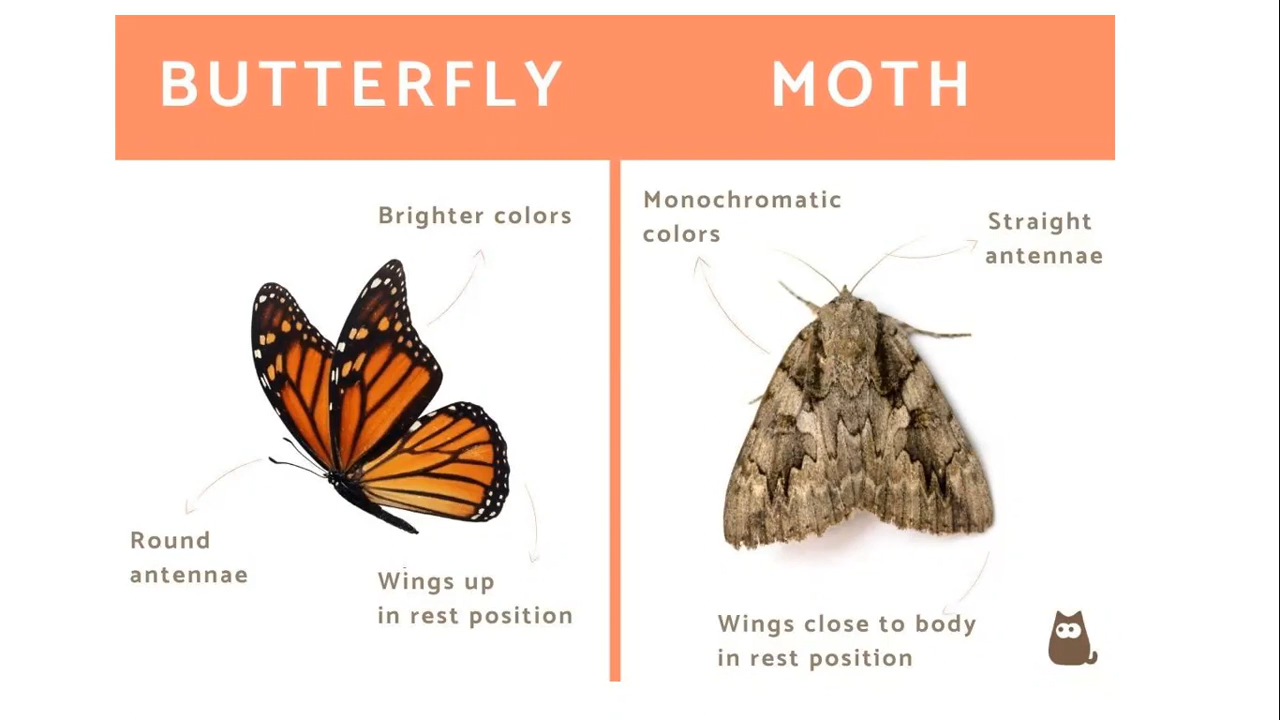 BUTTERFLY
MOTH
Brighter colors
Round
antennae
Wings up
in rest position
Monochromatic
colors
Straight
antennae
Wings close to body
in rest position